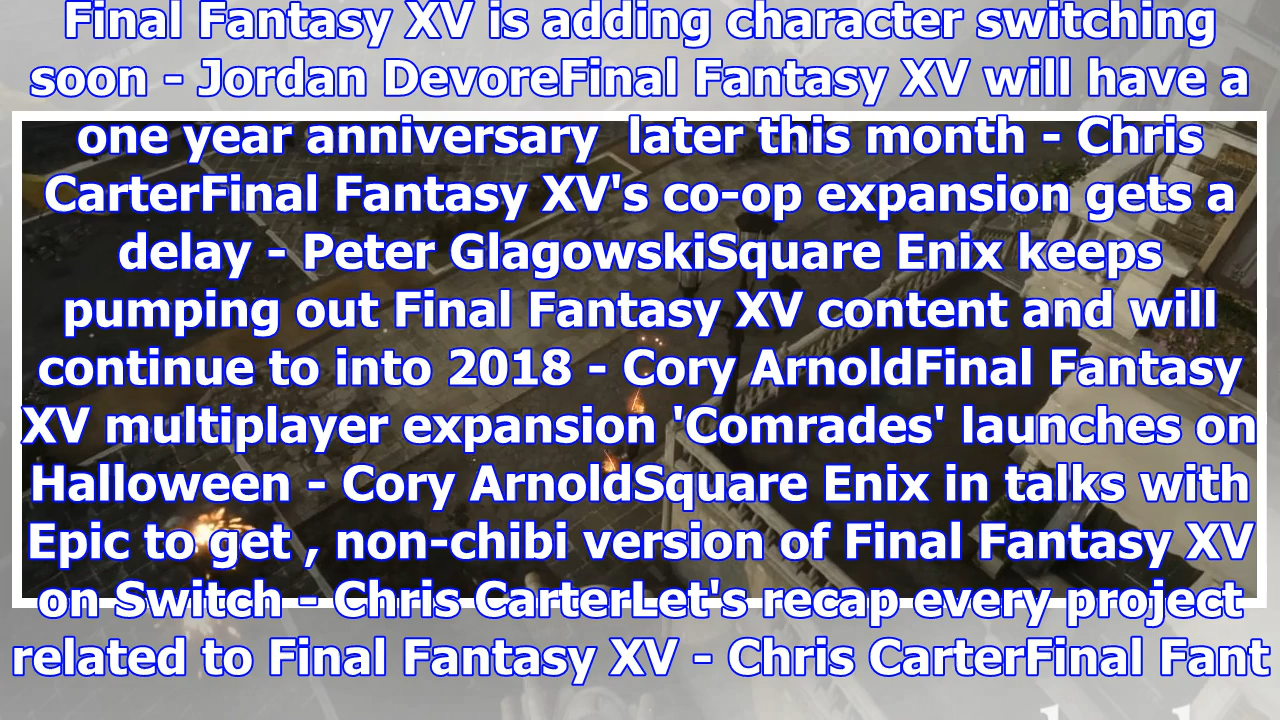 Final Fantasy XV is adding character switching
soon - Jordan DevoreFinal Fantasy XV will have a
one year anniversary  later this month - Chris
CarterFinal Fantasy XV's co-op expansion gets a
delay - Peter GlagowskiSquare Enix keeps
pumping out Final Fantasy XV content and will
continue to into 2018 - Cory ArnoldFinal Fantasy
XV multiplayer expansion 'Comrades' launches on
Halloween - Cory ArnoldSquare Enix in talks with
Epic to get , non-chibi version of Final Fantasy XV
on Switch - Chris CarterLet's recap every project
related to Final Fantasy XV - Chris CarterFinal Fant